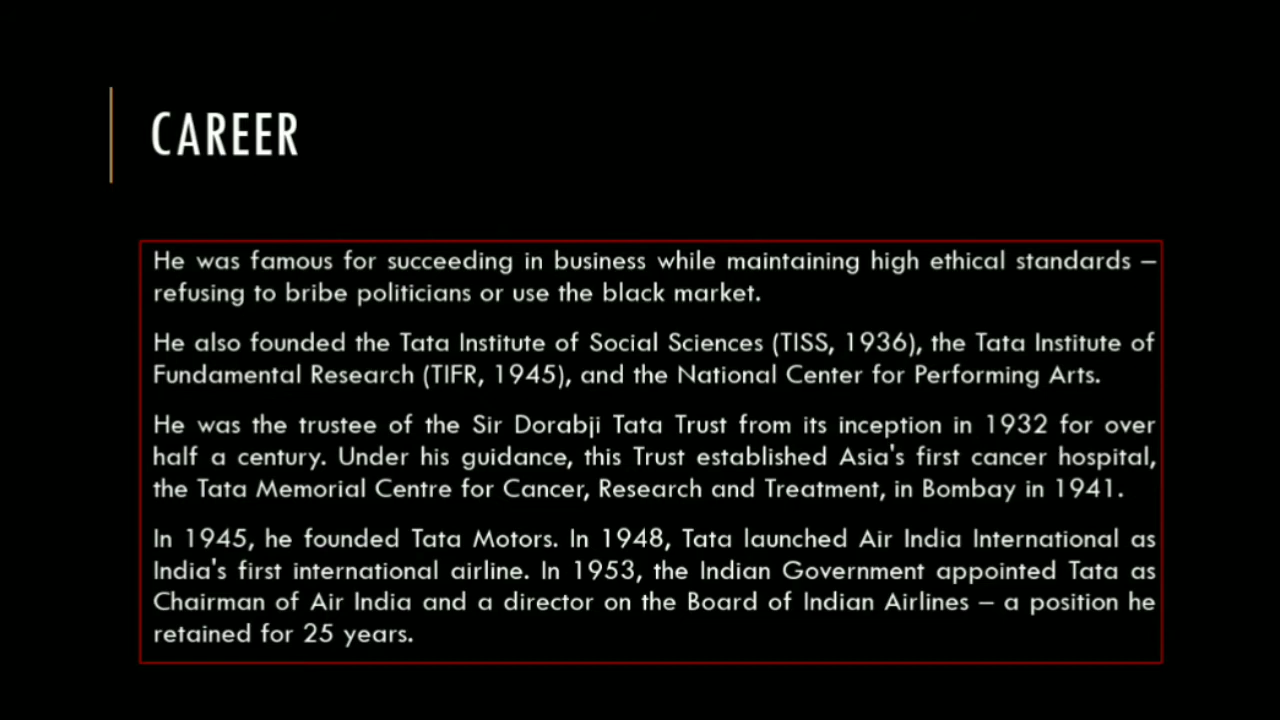 CAREER
He was famous for succeeding in business while maintaining high ethical standards –
refusing to bribe politicians or use the black market.
He also founded the Tata Institute of Social Sciences (TISS, 1936), the Tata Institute of
Fundamental Research (TIFR, 1945), and the National Center for Performing Arts.
He was the trustee of the Sir Dorabji Tata Trust from its inception in 1932 for over
half a century. Under his guidance, this Trust established Asia's first cancer hospital,
the Tata Memorial Centre for Cancer, Research and Treatment, in Bombay in 1941.
In 1945, he founded Tata Motors. In 1948, Tata launched Air India International as
India's first international airline. In 1953, the Indian Government appointed Tata as
Chairman of Air India and a director on the Board of Indian Airlines – a position he
retained for 25 years.